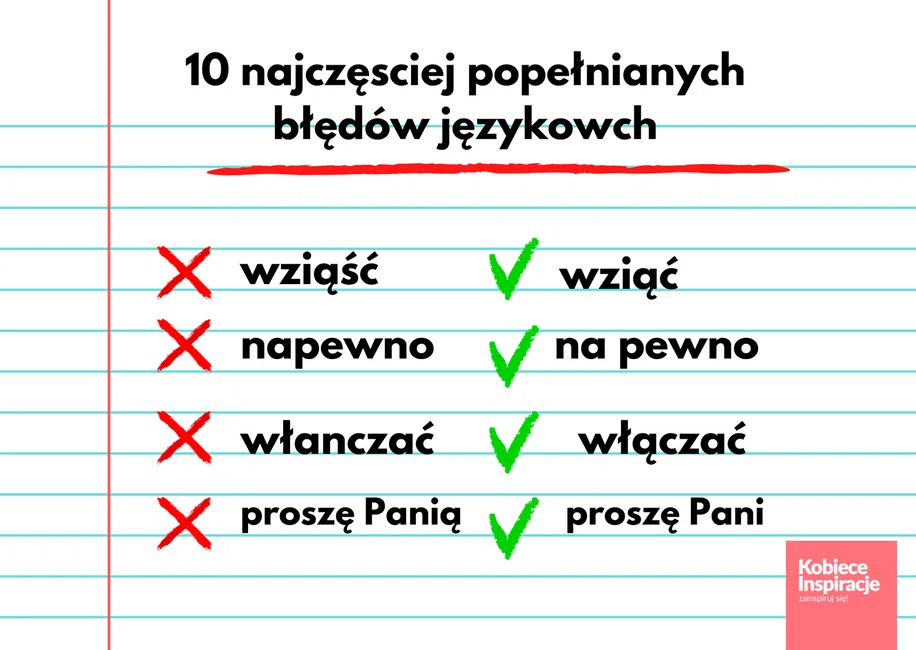 10 najczęsciej popełnianych
błędów językowch
wziąść wziąć
napewno na pewno
włanczać włączać
proszę Panią proszę Pani
Kobiece
Inspiracje
zainspiruj się!